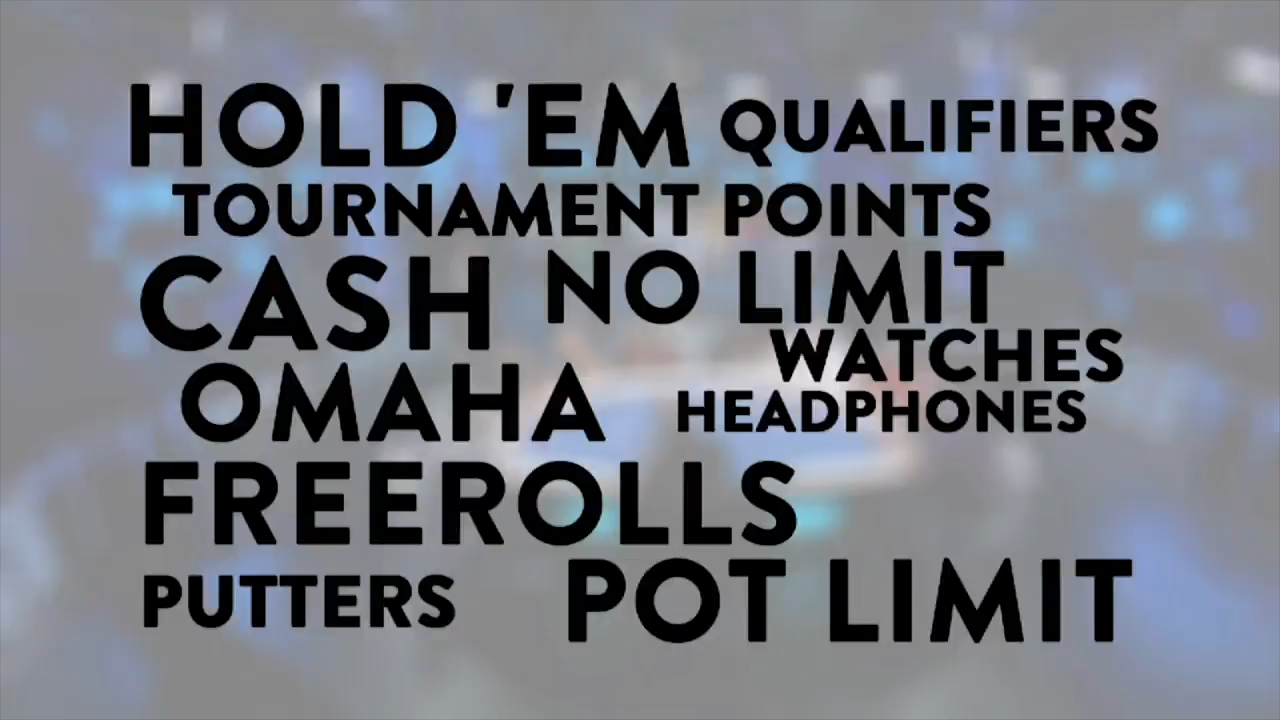 HOLD 'EM QUALIFIERS
TOURNAMENT POINTS
CASH NO LIMIT
WATCHES
OMAHA HEADPHONES
FREEROLLS
PUTTERS POT LIMIT